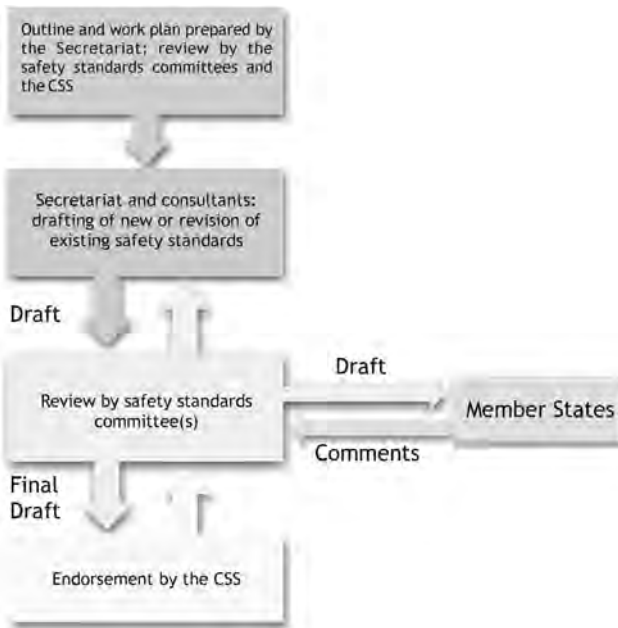 Outline and work plan prepared by
the Secretariat; review by the
safety standards committees and
the CSS
Secretariat and consultants:
drafting of new or revision of
existing safety standards
Draft
Review by safety standards
committee(s)
Draft
Member States
Comments
Final
Draft
Endorsement by the CSS